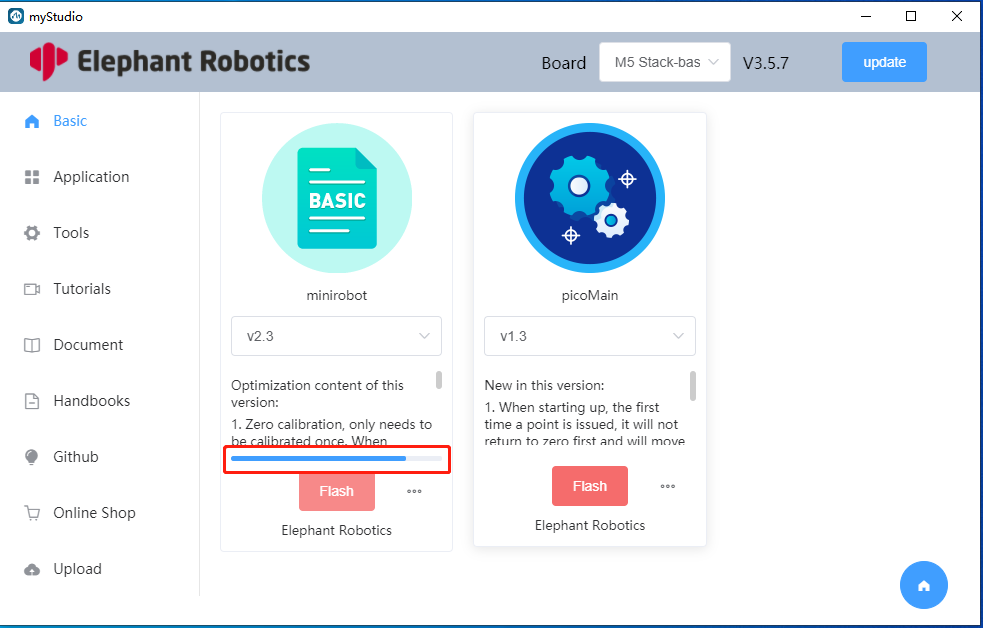 myStudio
Elephant Robotics
Board
M5 Stack-bas
V3.5.7
update
Basic
Application
Tools
Tutorials
Document
Handbooks
Github
Online Shop
Upload
BASIC
minirobot
v2.3
Optimization content of this
version:
1. Zero calibration, only needs to
be calibrated once. When
Flash
Elephant Robotics
picoMain
v1.3
New in this version:
1. When starting up, the first
time a point is issued, it will not
return to zero first and will move
Flash
Elephant Robotics